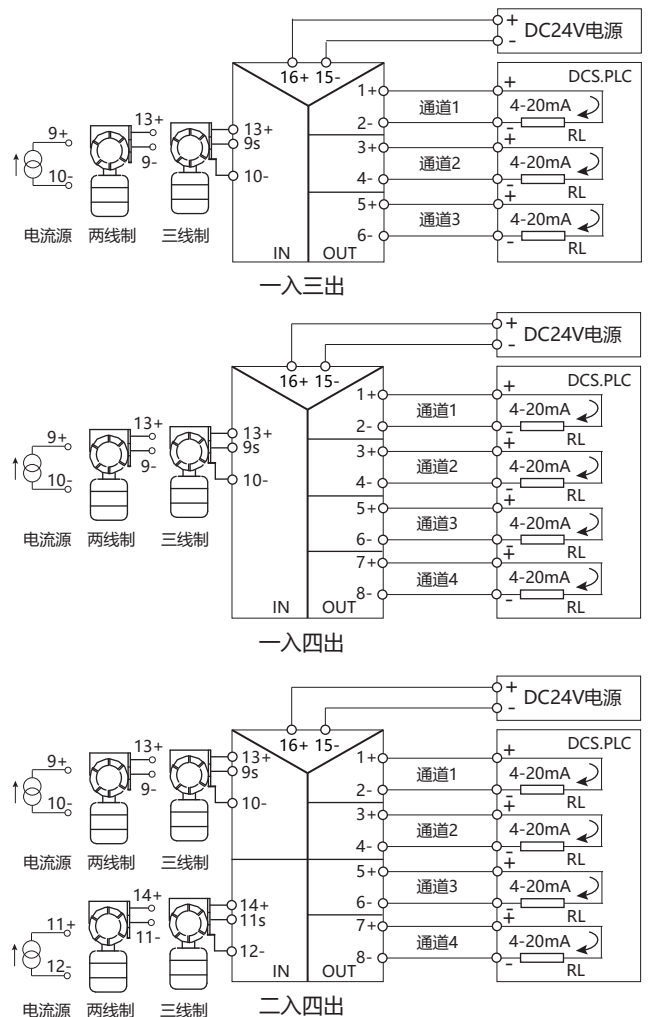 + DC24V电源
-
16+ 15-
DCS.PLC
1+ 通道1 + 4-20mA
2- - RL
3+ 通道2 + 4-20mA
4- - RL
5+ 通道3 + 4-20mA
6- - RL
9+ 13+ 13+
9- 9s
10- 10-
电流源 两线制 三线制
IN OUT
一入三出
+ DC24V电源
-
16+ 15-
DCS.PLC
1+ 通道1 + 4-20mA
2- - RL
3+ 通道2 + 4-20mA
4- - RL
5+ 通道3 + 4-20mA
6- - RL
7+ 通道4 + 4-20mA
8- - RL
9+ 13+ 13+
9- 9s
10- 10-
电流源 两线制 三线制
IN OUT
一入四出
+ DC24V电源
-
16+ 15-
DCS.PLC
1+ 通道1 + 4-20mA
2- - RL
3+ 通道2 + 4-20mA
4- - RL
5+ 通道3 + 4-20mA
6- - RL
7+ 通道4 + 4-20mA
8- - RL
9+ 13+ 13+
9- 9s
10- 10-
电流源 两线制 三线制
11+ 14+ 14+
11- 11s
12- 12-
电流源 两线制 三线制
IN OUT
二入四出